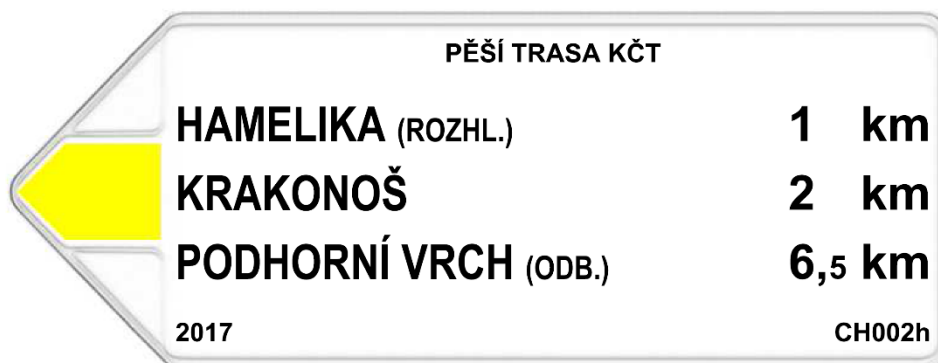 PĚŠÍ TRASA KČT
HAMELIKA (ROZHL.) 1 km
KRAKONOŠ 2 km
PODHORNÍ VRCH (ODB.) 6,5 km
2017 CH002h